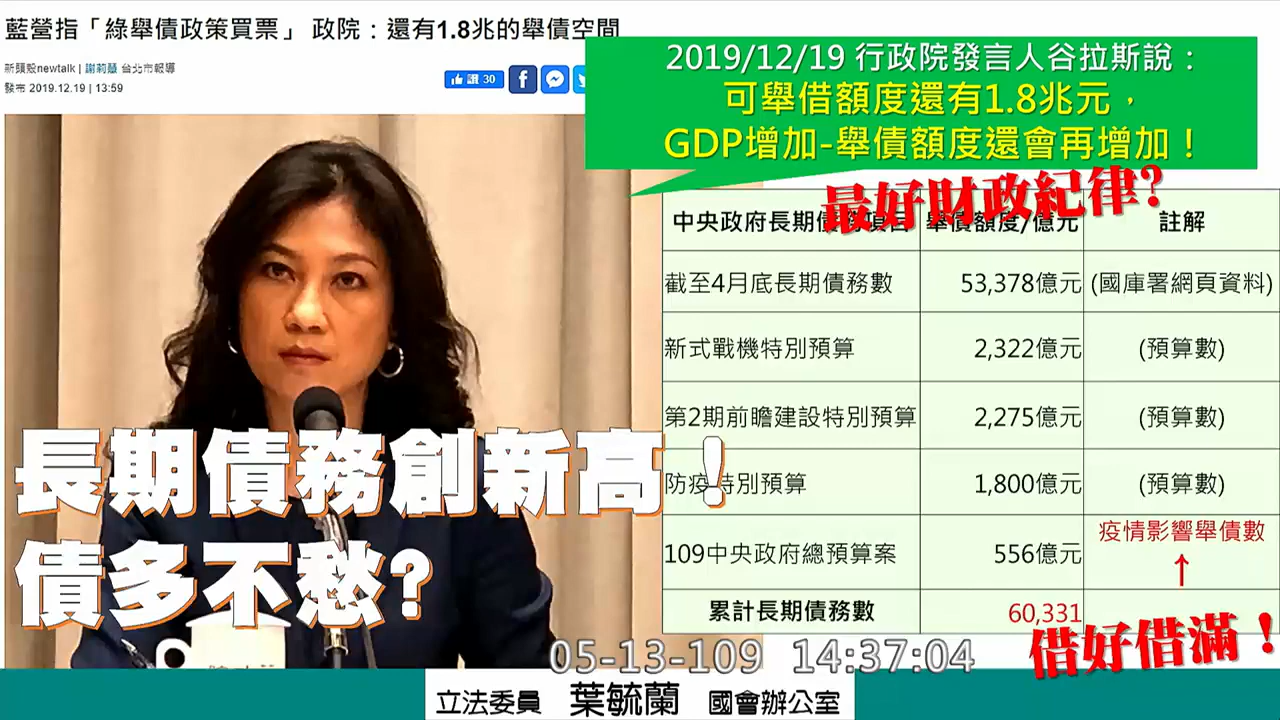 藍營指「綠舉債政策買票」 政院：還有1.8兆的舉債空間
新頭殼newtalk | 謝莉慧 台北市報導
發布 2019.12.19 | 13:59
讚 30
2019/12/19 行政院發言人谷拉斯說：
可舉借額度還有1.8兆元，
GDP增加-舉債額度還會再增加！
最好財政紀律?
中央政府長期債務項目 舉債額度/億元 註解
截至4月底長期債務數 53,378億元 (國庫署網頁資料)
新式戰機特別預算 2,322億元 (預算數)
第2期前瞻建設特別預算 2,275億元 (預算數)
防疫特別預算 1,800億元 (預算數)
109中央政府總預算案 556億元 疫情影響舉債數
↑
累計長期債務數 60,331
長期債務創新高！
債多不愁?
借好借滿！
05-13-109 14:37:04
立法委員 葉毓蘭 國會辦公室